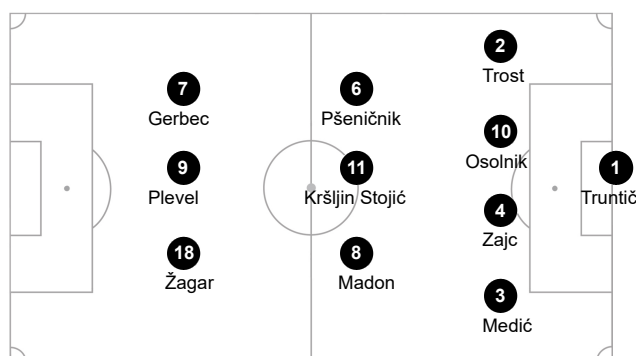 2
Trost
7
Gerbec
6
Pšeničnik
10
Osolnik
9
Plevel
11
Kršljin Stojić
1
Truntič
4
Zajc
18
Žagar
8
Madon
3
Medić